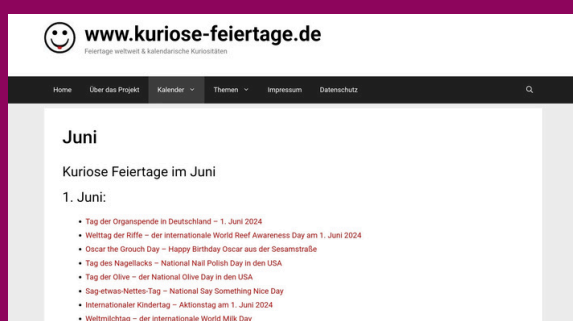 www.kuriose-feiertage.de
Feiertage weltweit & kalendarische Kuriositäten
Home Über das Projekt Kalender Themen Impressum Datenschutz
Juni
Kuriose Feiertage im Juni
1. Juni:
• Tag der Organspende in Deutschland – 1. Juni 2024
• Welttag der Riffe – der internationale World Reef Awareness Day am 1. Juni 2024
• Oscar the Grouch Day – Happy Birthday Oscar aus der Sesamstraße
• Tag des Nagellacks – National Nail Polish Day in den USA
• Tag der Olive – der National Olive Day in den USA
• Sag-etwas-Nettes-Tag – National Say Something Nice Day
• Internationaler Kindertag – Aktionstag am 1. Juni 2024
• Weltmilchtag – der internationale World Milk Day